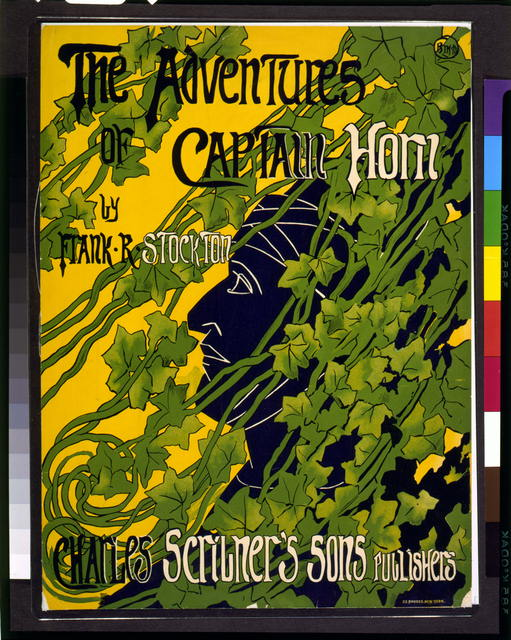 The Adventures
of Captain Horn
by
Frank · R. Stockton
Charles Scribner's Sons Publishers